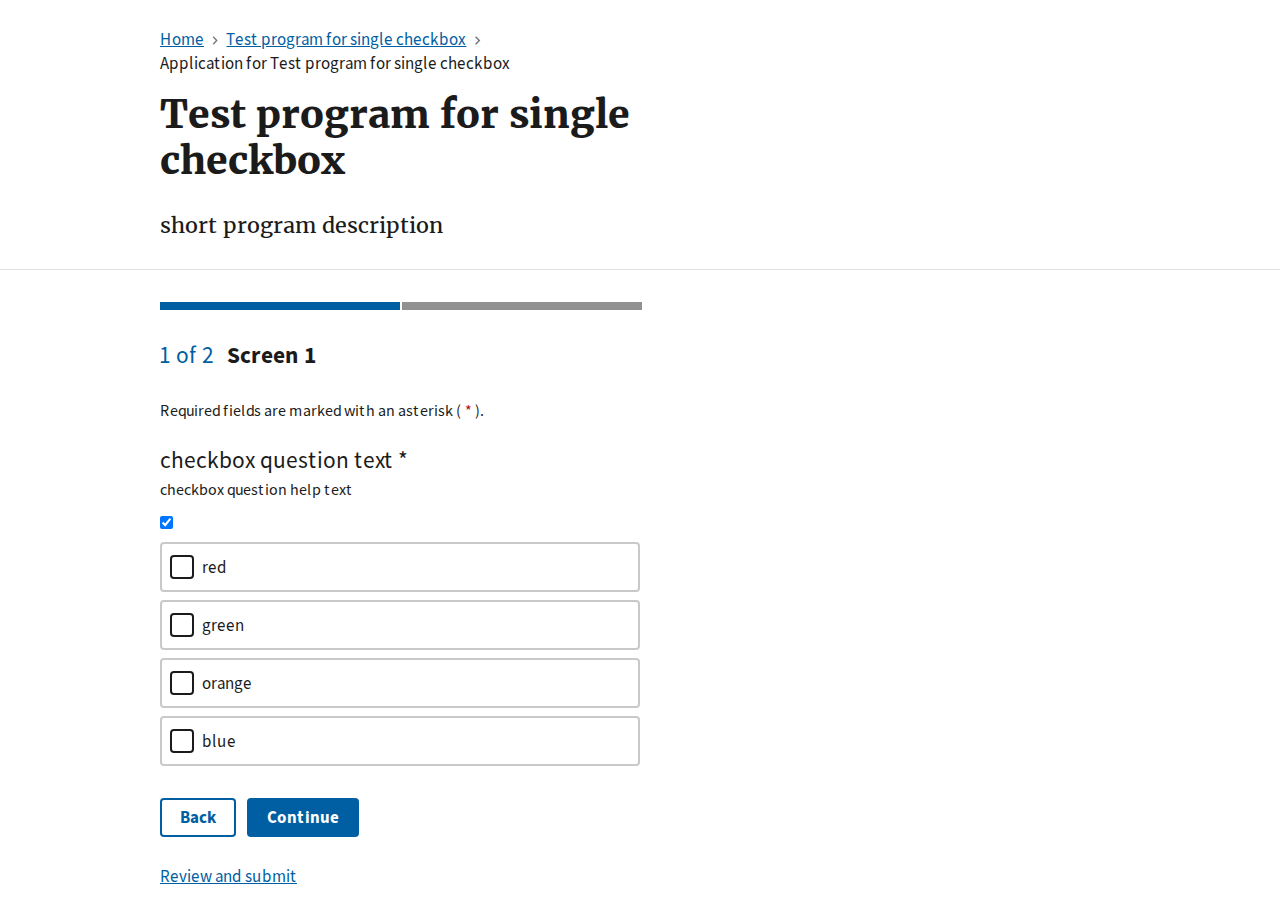 Home > Test program for single checkbox >
Application for Test program for single checkbox
Test program for single
checkbox
short program description
1 of 2 Screen 1
Required fields are marked with an asterisk ( * ).
checkbox question text *
checkbox question help text
red
green
orange
blue
Back Continue
Review and submit